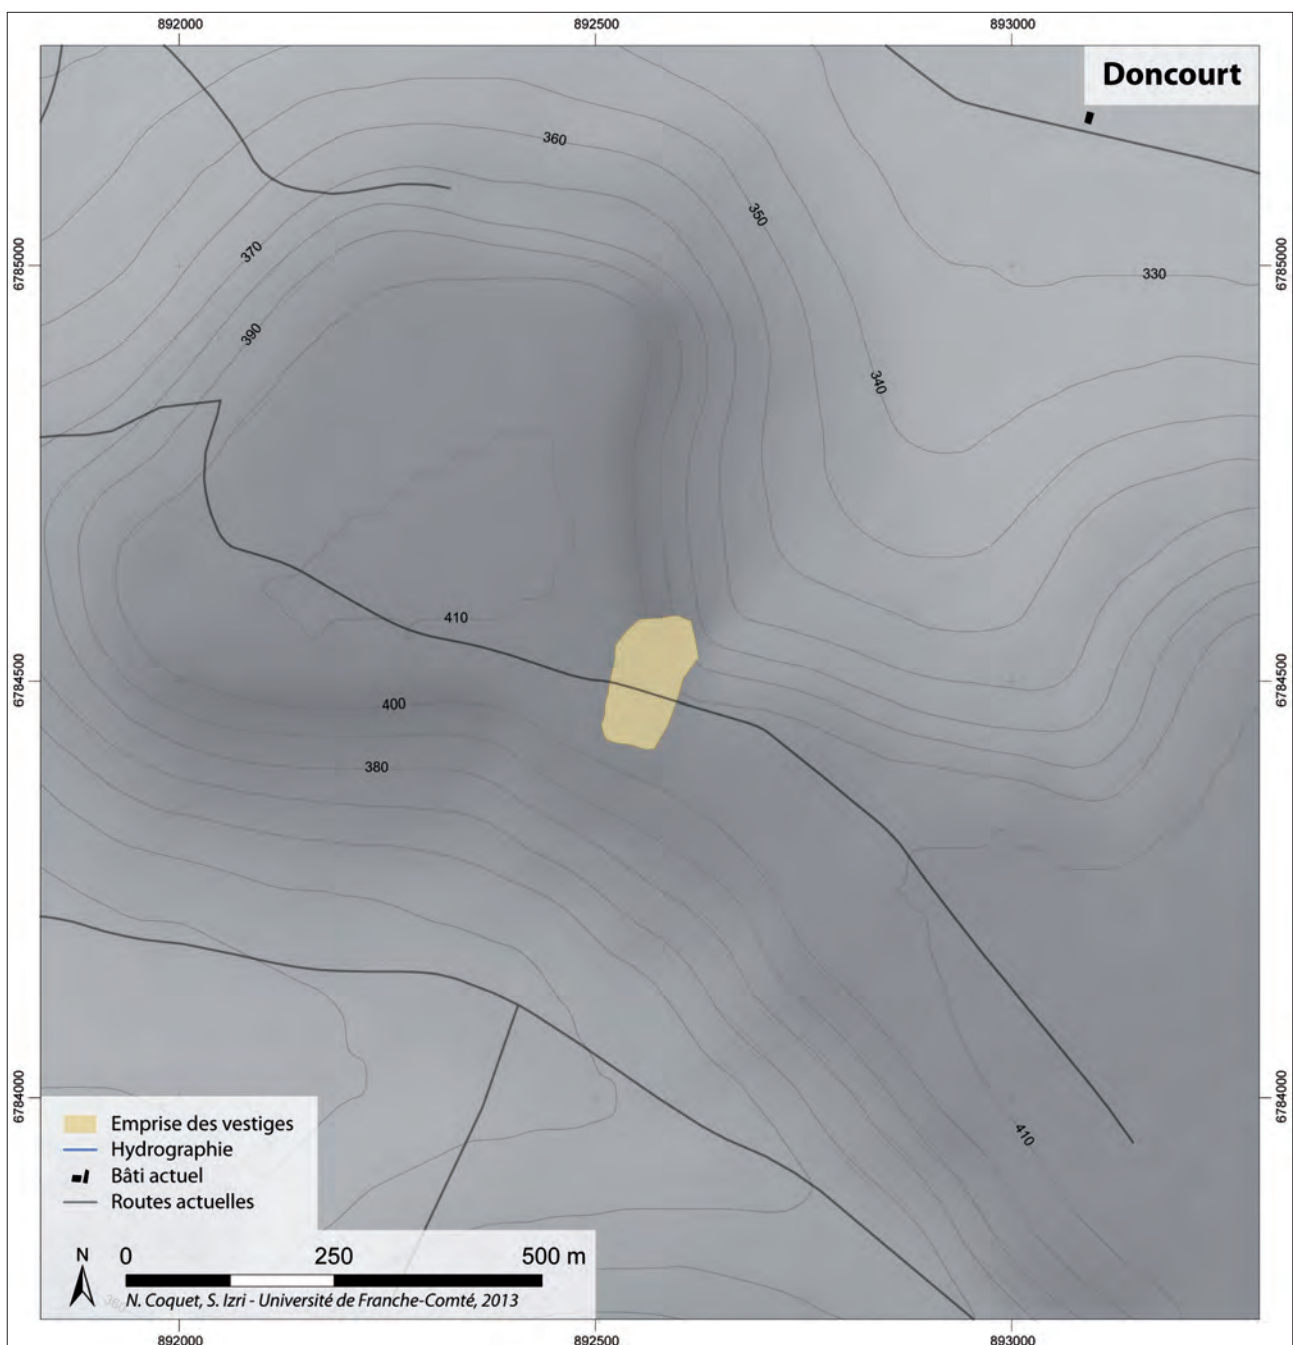 892000 892500 893000
Doncourt
360
350
370
6785000
6785000
330
390
340
410
6784500
6784500
400
380
6784000
6784000
410
Emprise des vestiges
Hydrographie
Bâti actuel
Routes actuelles
N 0 250 500 m
N. Coquet, S. Izri - Université de Franche-Comté, 2013
360
892000 892500 893000